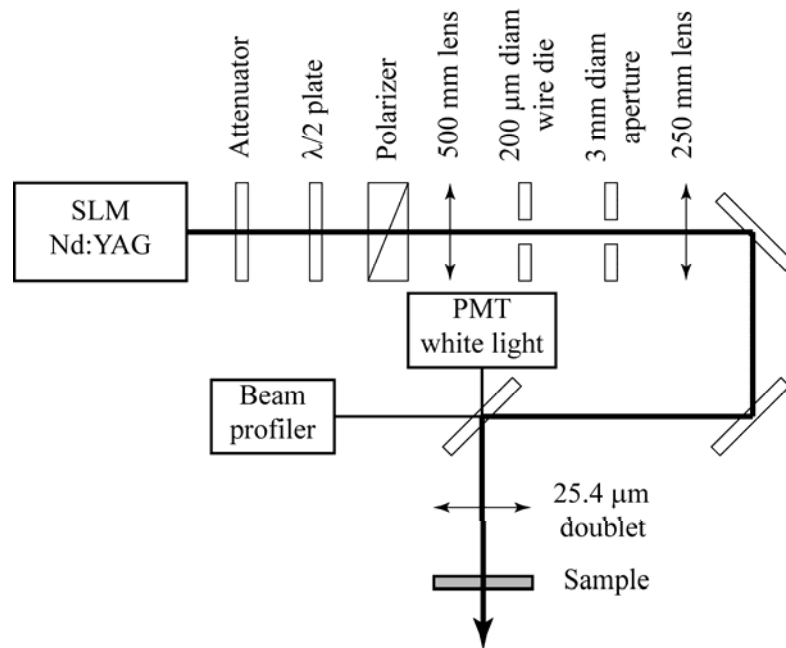 Attenuator
λ/2 plate
Polarizer
500 mm lens
200 μm diam
wire die
3 mm diam
aperture
250 mm lens
SLM
Nd:YAG
PMT
white light
Beam
profiler
25.4 μm
doublet
Sample